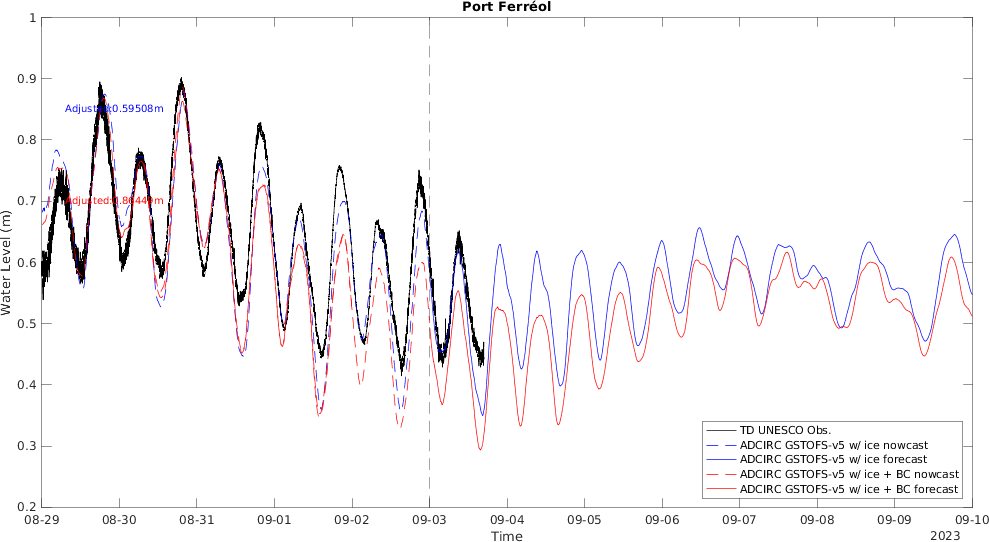 Port Ferréol
Water Level (m)
1
0.9
0.8
0.7
0.6
0.5
0.4
0.3
0.2
Adjusted:0.59508m
TD UNESCO Obs.
ADCIRC GSTOFS-v5 w/ ice nowcast
ADCIRC GSTOFS-v5 w/ ice forecast
ADCIRC GSTOFS-v5 w/ ice + BC nowcast
ADCIRC GSTOFS-v5 w/ ice + BC forecast
08-29 08-30 08-31 09-01 09-02 09-03 09-04 09-05 09-06 09-07 09-08 09-09 09-10
Time
2023